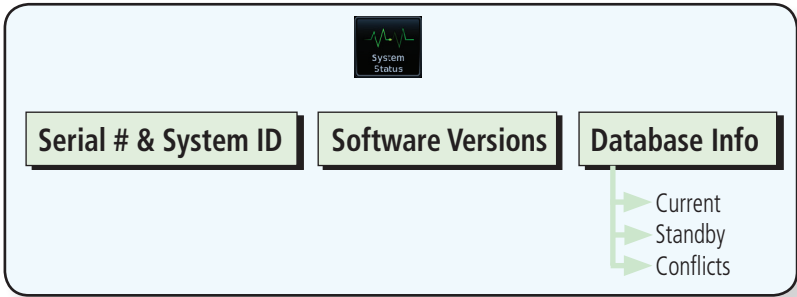 System
Status
Serial # & System ID
Software Versions
Database Info
Current
Standby
Conflicts